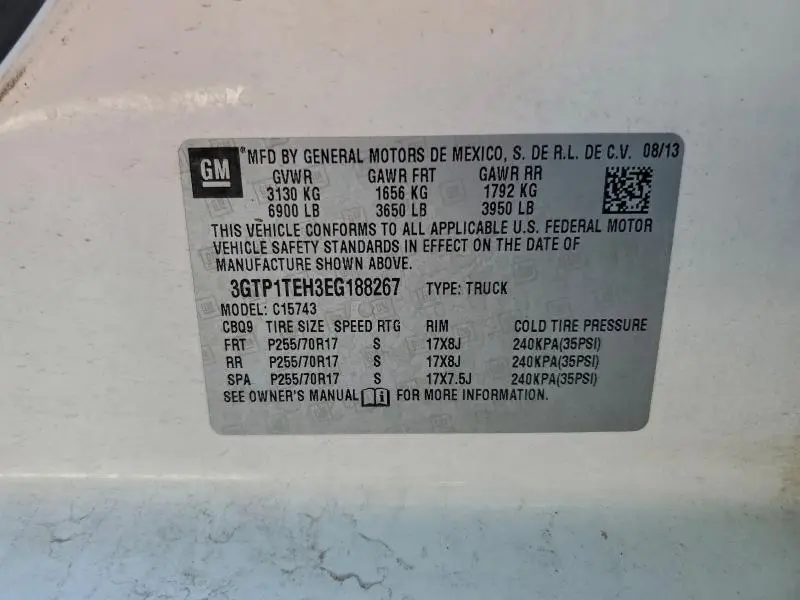 GM ® MFD BY GENERAL MOTORS DE MEXICO, S. DE R.L. DE C.V. 08/13
GVWR GAWR FRT GAWR RR
3130 KG 1656 KG 1792 KG
6900 LB 3650 LB 3950 LB
THIS VEHICLE CONFORMS TO ALL APPLICABLE U.S. FEDERAL MOTOR
VEHICLE SAFETY STANDARDS IN EFFECT ON THE DATE OF
MANUFACTURE SHOWN ABOVE.
3GTP1TEH3EG188267 TYPE: TRUCK
MODEL: C15743
CBQ9 TIRE SIZE SPEED RTG RIM COLD TIRE PRESSURE
FRT P255/70R17 S 17X8J 240KPA(35PSI)
RR P255/70R17 S 17X8J 240KPA(35PSI)
SPA P255/70R17 S 17X7.5J 240KPA(35PSI)
SEE OWNER'S MANUAL i FOR MORE INFORMATION.